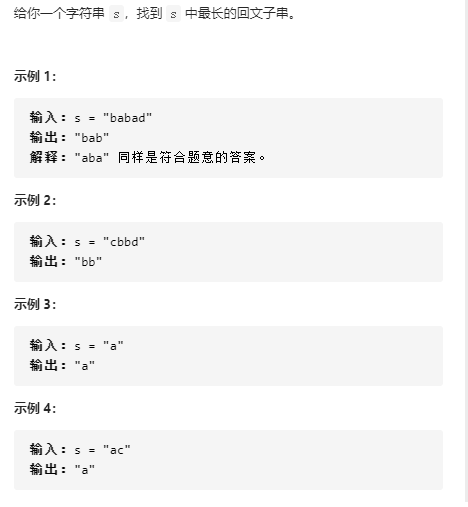 给你一个字符串 s，找到 s 中最长的回文子串。
示例 1：
输入：s = "babad"
输出："bab"
解释："aba" 同样是符合题意的答案。
示例 2：
输入：s = "cbbd"
输出："bb"
示例 3：
输入：s = "a"
输出："a"
示例 4：
输入：s = "ac"
输出："a"